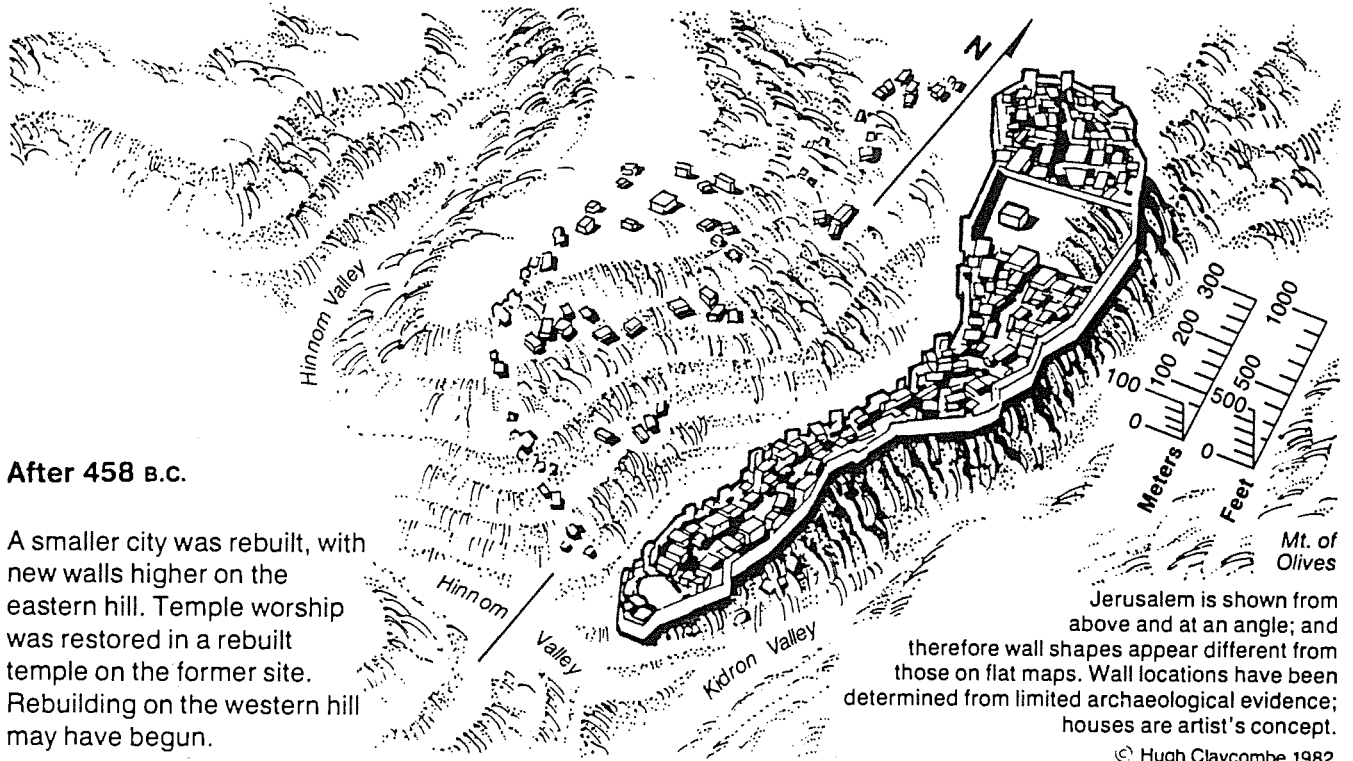 N
Hinnom Valley
300
1000
200
100
100
500
500
0
0
Meters
Feet
After 458 B.C.
A smaller city was rebuilt, with
new walls higher on the
eastern hill. Temple worship
was restored in a rebuilt
temple on the former site.
Rebuilding on the western hill
may have begun.
Hinnom
Valley
Kidron Valley
Mt. of
Olives
Jerusalem is shown from
above and at an angle; and
therefore wall shapes appear different from
those on flat maps. Wall locations have been
determined from limited archaeological evidence;
houses are artist's concept.
© Hugh Claycombe 1982